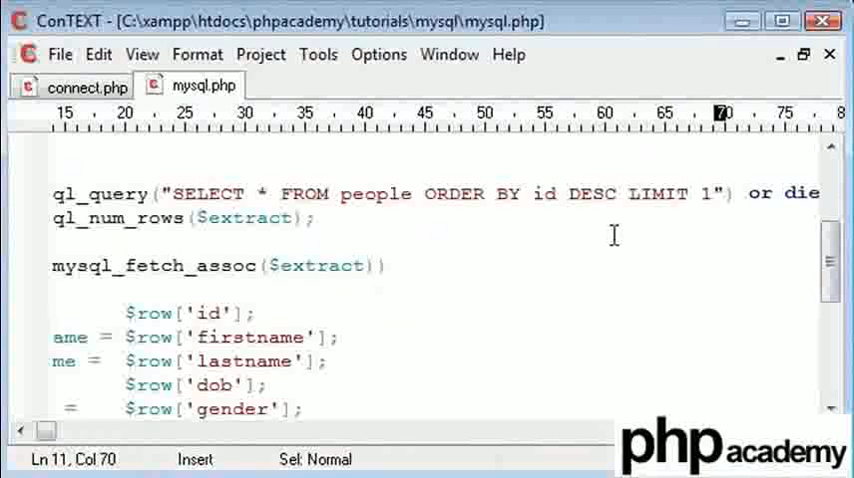 ConTEXT - [C:\xampp\htdocs\phpacademy\tutorials\mysql\mysql.php]
File Edit View Format Project Tools Options Window Help
connect.php mysql.php
15 20 25 30 35 40 45 50 55 60 65 70 75 8
ql_query("SELECT * FROM people ORDER BY id DESC LIMIT 1") or die
ql_num_rows($extract);
mysql_fetch_assoc($extract))
$row['id'];
ame = $row['firstname'];
me = $row['lastname'];
$row['dob'];
= $row['gender'];
Ln 11, Col 70 Insert Sel: Normal
php academy